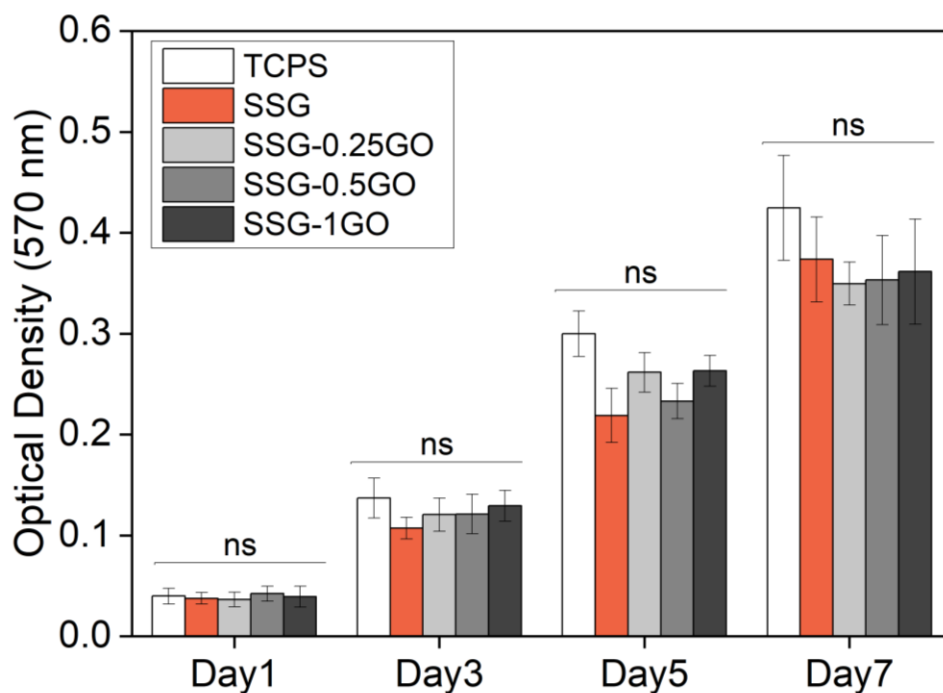 Optical Density (570 nm)
0.6
0.5
0.4
0.3
0.2
0.1
0.0
TCPS
SSG
SSG-0.25GO
SSG-0.5GO
SSG-1GO
ns
ns
ns
ns
Day1 Day3 Day5 Day7